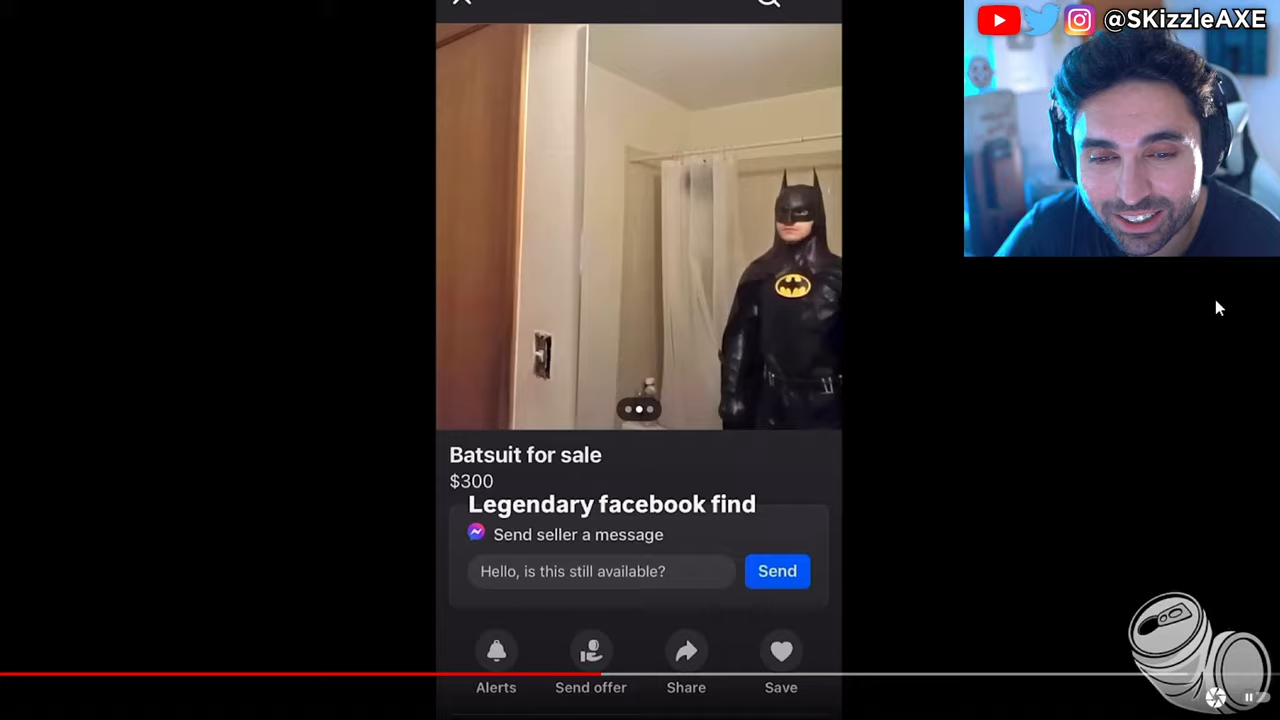 @SKizzleAXE
Batsuit for sale
$300
Legendary facebook find
Send seller a message
Hello, is this still available?
Send
Alerts
Send offer
Share
Save